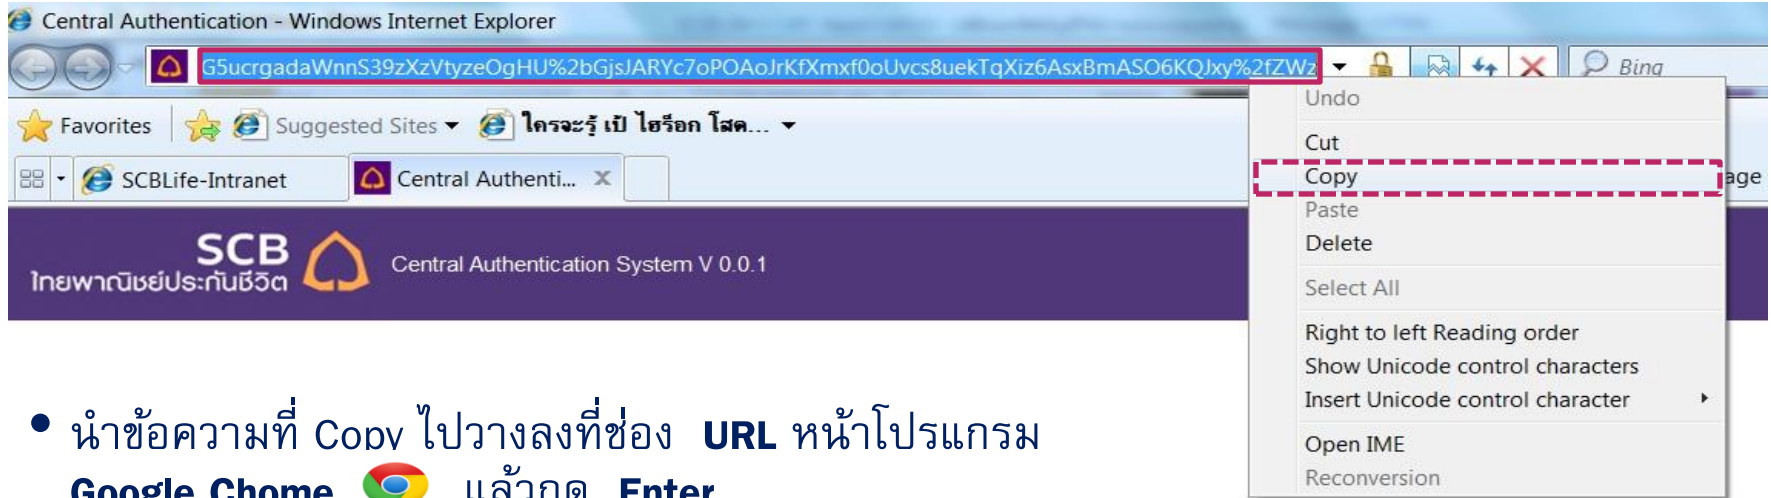 Central Authentication - Windows Internet Explorer
G5ucrgadaWnnS39zXzVtyzeOgHU%2bGjsJARYc7oPOAoJrKfXmxf0oUvcs8uekTqXiz6AsxBmASO6KQJxy%2fZWz
Bing
Favorites Suggested Sites ใครจะรู้ เป้ ไฮร็อก โสด...
SCBLife-Intranet Central Authenti... X
age
SCB
ไทยพาณิชย์ประกันชีวิต
Central Authentication System V 0.0.1
Undo
Cut
Copy
Paste
Delete
Select All
Right to left Reading order
Show Unicode control characters
Insert Unicode control character
Open IME
Reconversion
• นำข้อความที่ Copy ไปวางลงที่ช่อง URL หน้าโปรแกรม
Google Chome แล้วกด Enter